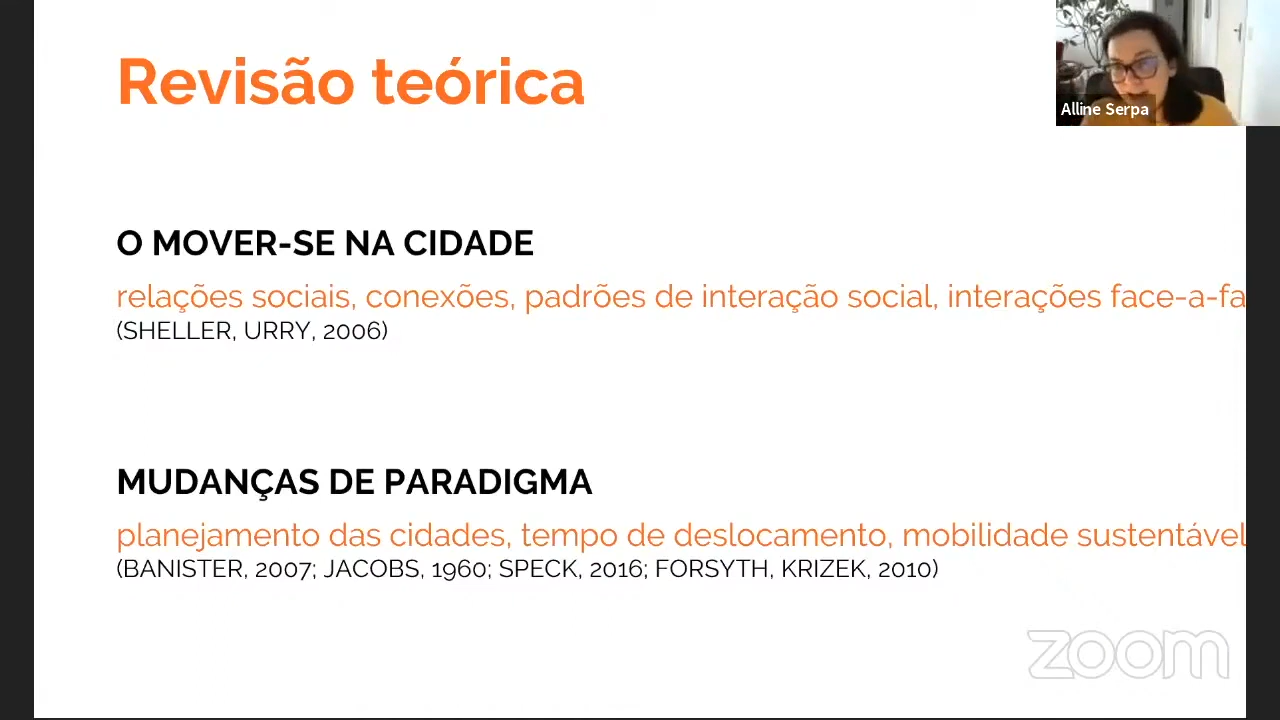 Revisão teórica
Alline Serpa
O MOVER-SE NA CIDADE
relações sociais, conexões, padrões de interação social, interações face-a-fa
(SHELLER, URRY, 2006)
MUDANÇAS DE PARADIGMA
planejamento das cidades, tempo de deslocamento, mobilidade sustentável
(BANISTER, 2007; JACOBS, 1960; SPECK, 2016; FORSYTH, KRIZEK, 2010)
zoom